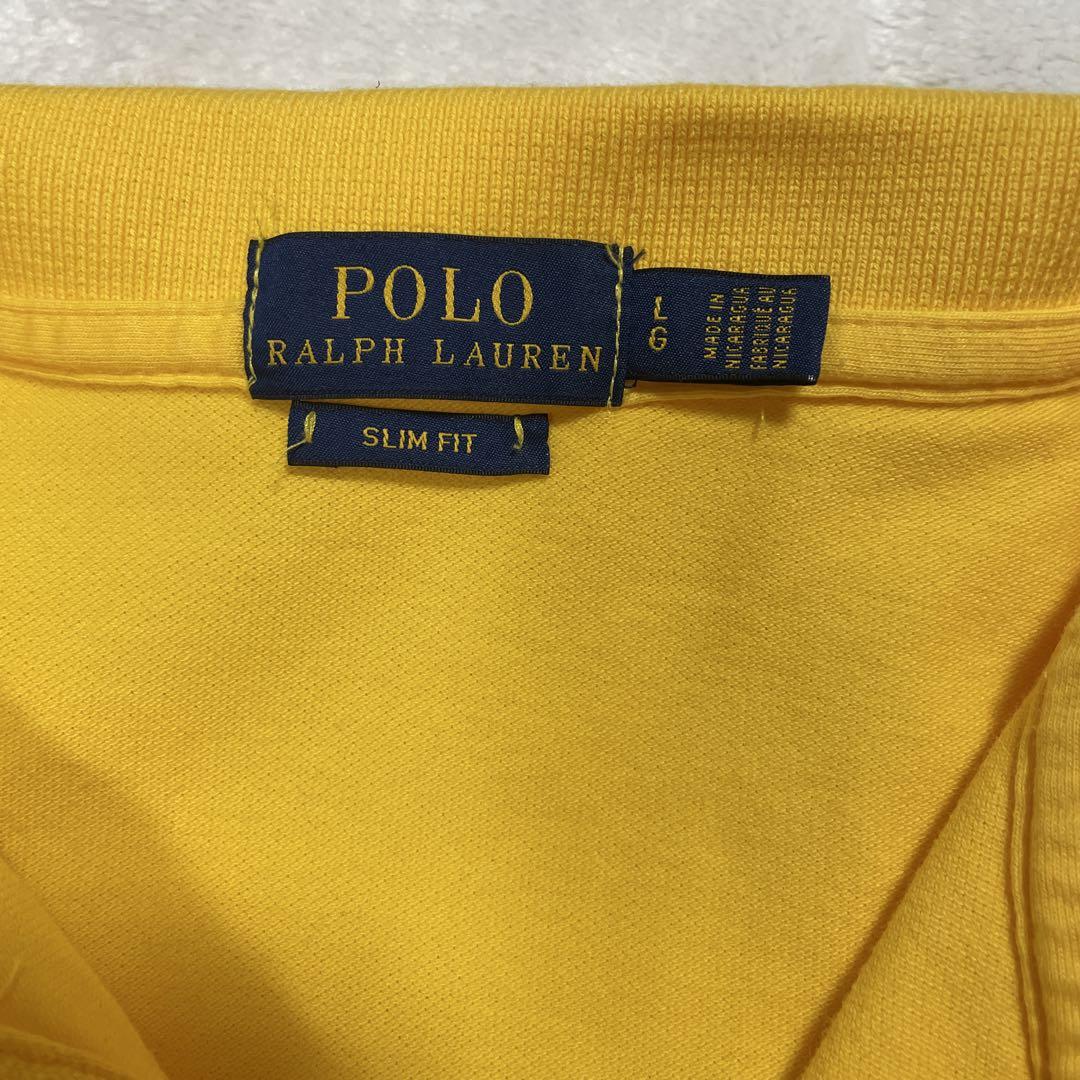 POLO
RALPH LAUREN
SLIM FIT
L
G
MADE IN
NICARAGUA
FABRIQUÉ AU
NICARAGUA